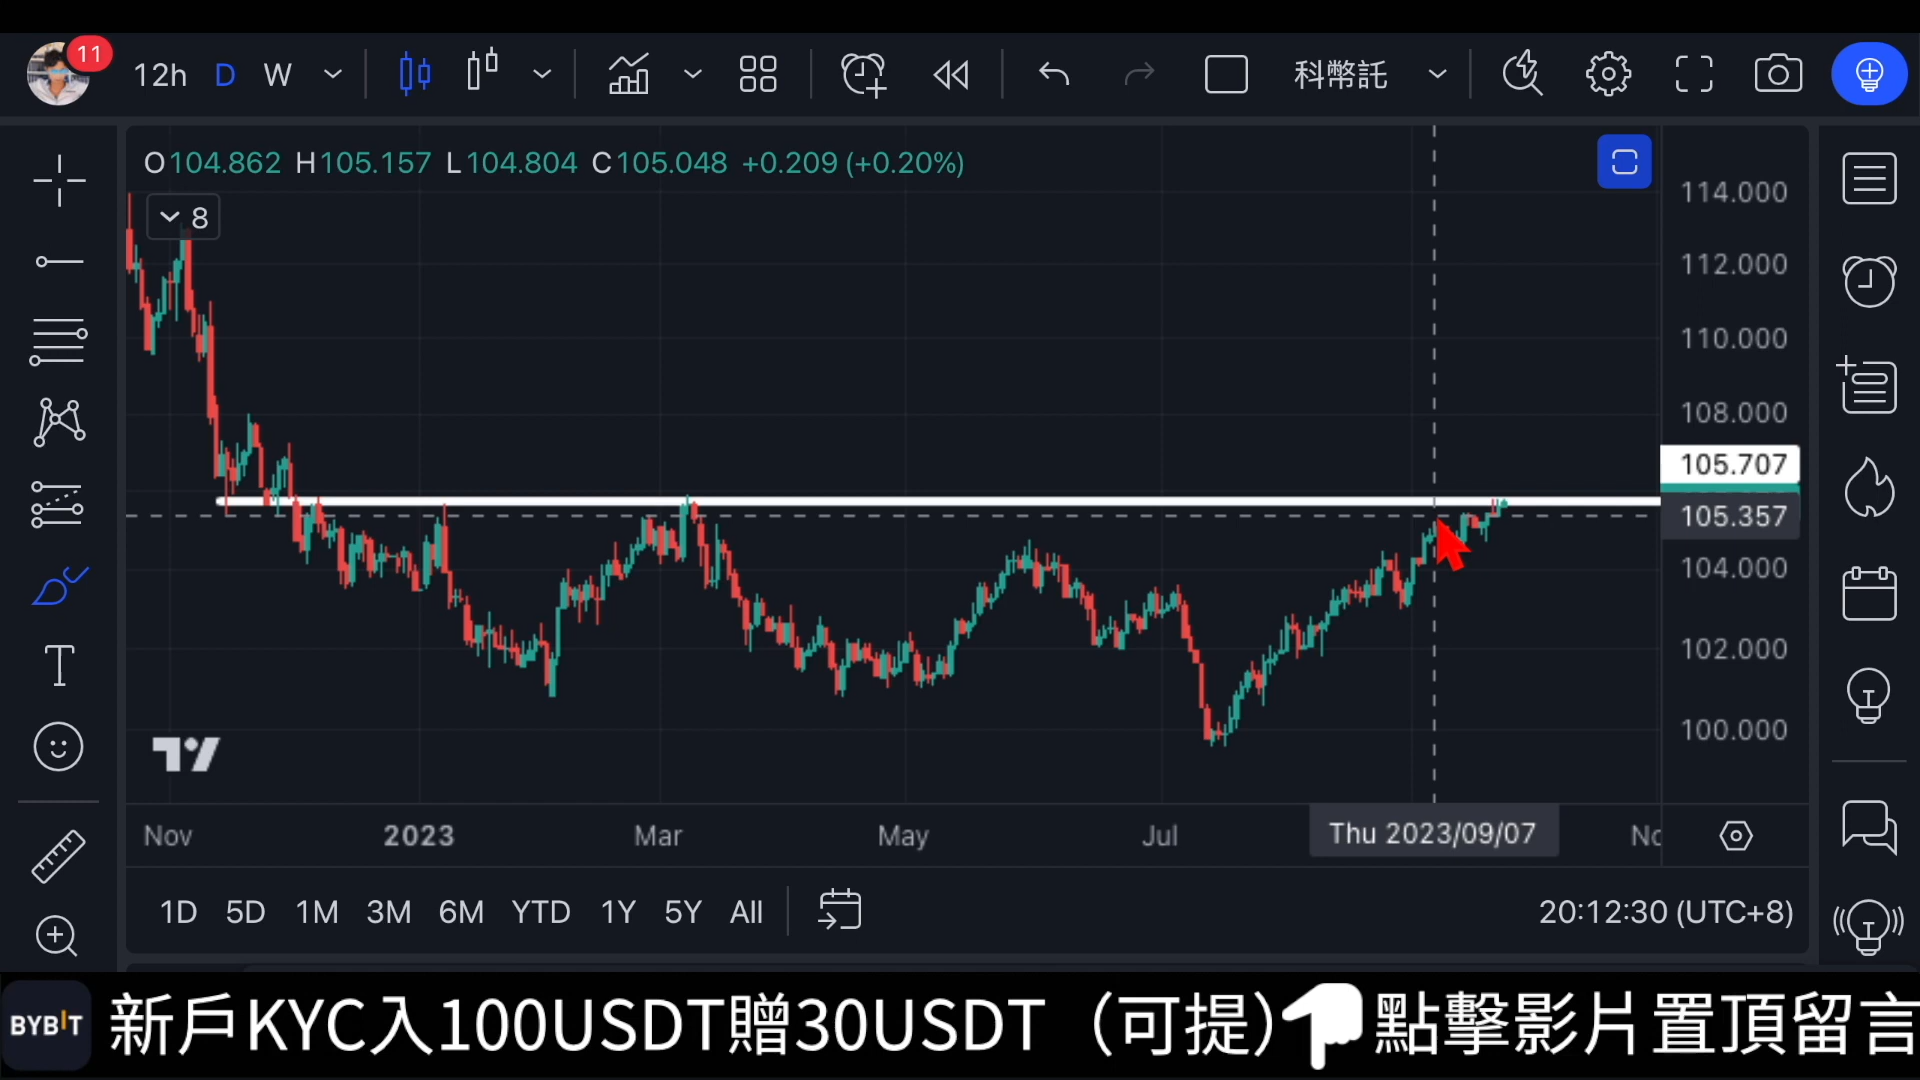 11
12h D W 科幣託
O104.862 H105.157 L104.804 C105.048 +0.209 (+0.20%)
8
114.000
112.000
110.000
108.000
105.707
105.357
104.000
102.000
100.000
Nov 2023 Mar May Jul Thu 2023/09/07 No
1D 5D 1M 3M 6M YTD 1Y 5Y All 20:12:30 (UTC+8)
BYBIT 新戶KYC入100USDT贈30USDT（可提）點擊影片置頂留言